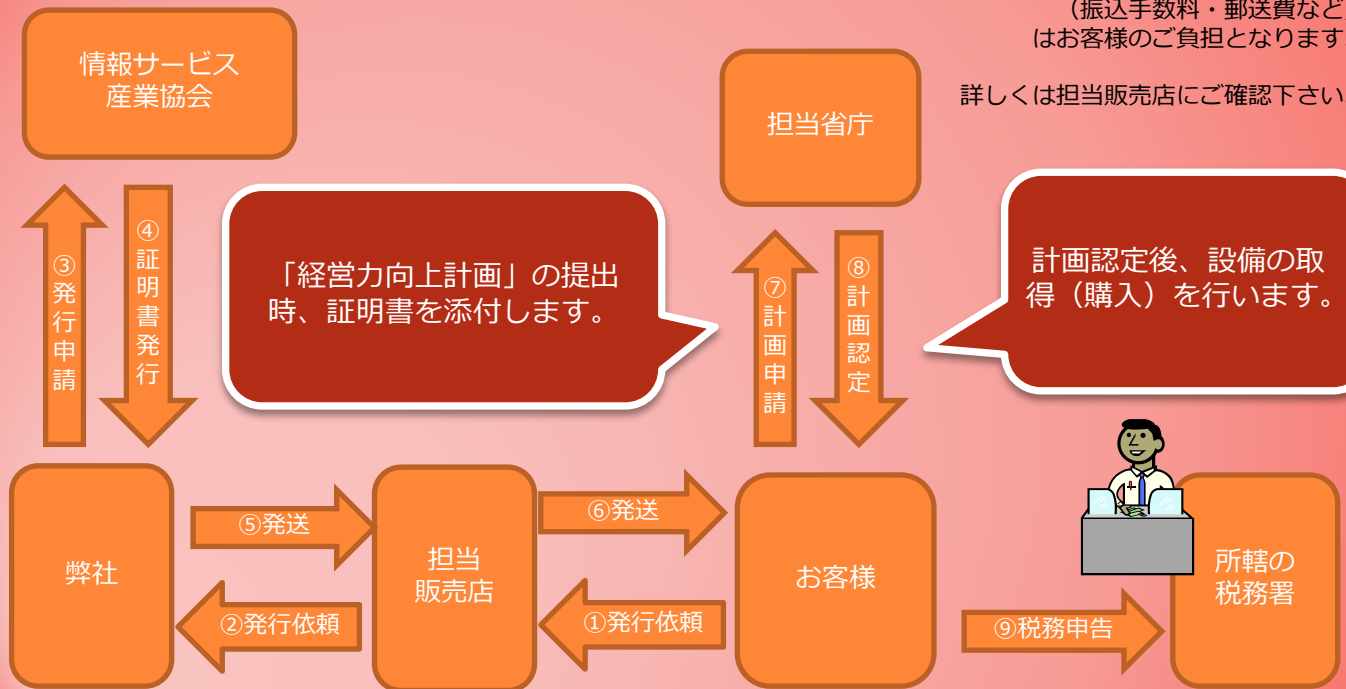 （振込手数料・郵送費など
はお客様のご負担となります
詳しくは担当販売店にご確認下さい
情報サービス
産業協会
担当省庁
③発行申請
④証明書発行
「経営力向上計画」の提出
時、証明書を添付します。
⑦計画申請
⑧計画認定
計画認定後、設備の取
得（購入）を行います。
弊社
⑤発送
②発行依頼
担当
販売店
⑥発送
①発行依頼
お客様
⑨税務申告
所轄の
税務署